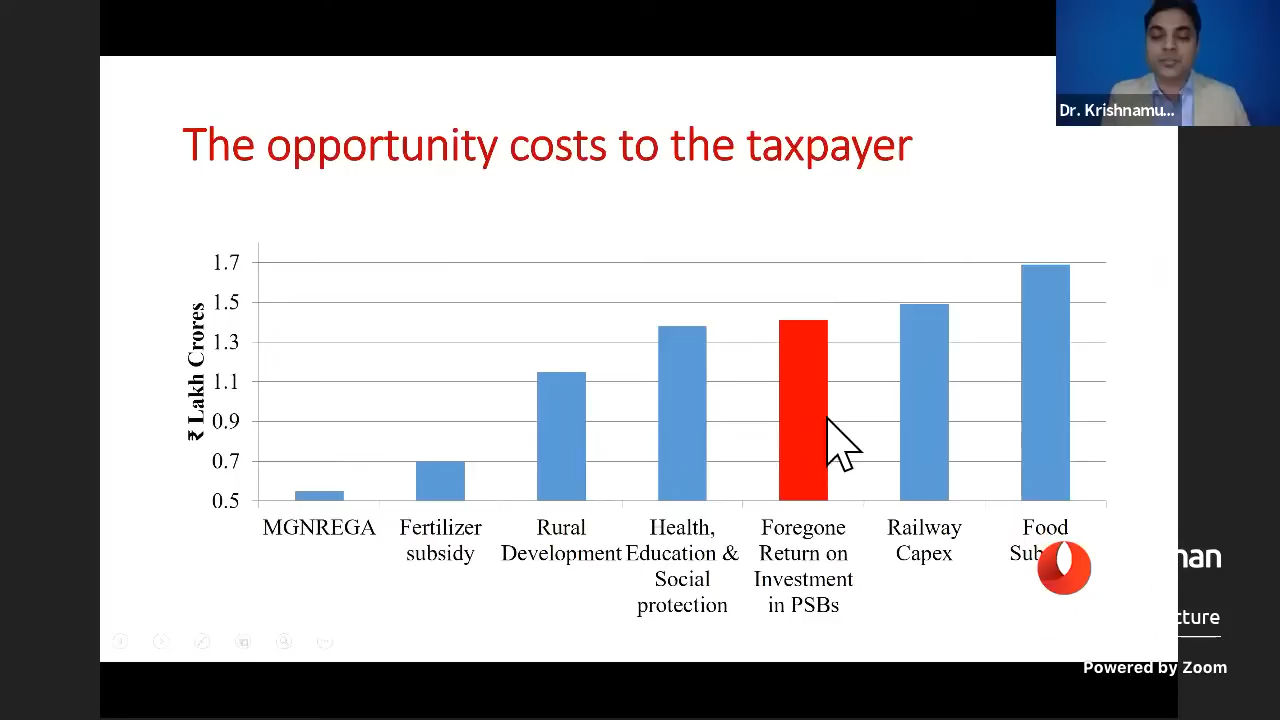 Dr. Krishnamu...
The opportunity costs to the taxpayer
₹ Lakh Crores
1.7
1.5
1.3
1.1
0.9
0.7
0.5
MGNREGA
Fertilizer
subsidy
Rural
Development
Health,
Education &
Social
protection
Foregone
Return on
Investment
in PSBs
Railway
Capex
Food
Powered by Zoom